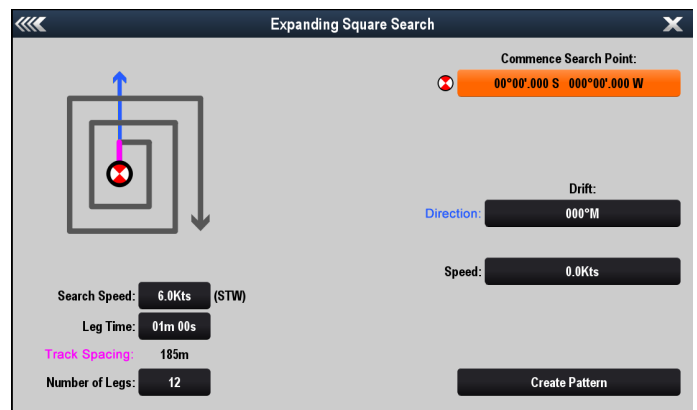 Expanding Square Search
Commence Search Point:
00°00'.000 S 000°00'.000 W
Drift:
Direction: 000°M
Speed: 0.0Kts
Search Speed: 6.0Kts (STW)
Leg Time: 01m 00s
Track Spacing: 185m
Number of Legs: 12
Create Pattern